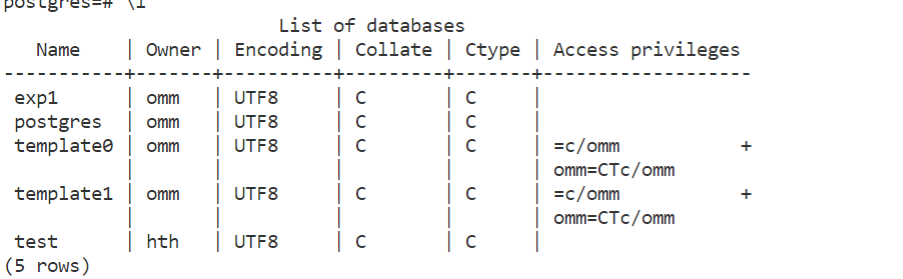 postgres=# \l
                         List of databases
   Name    | Owner | Encoding | Collate | Ctype | Access privileges
-----------+-------+----------+---------+-------+-------------------
 exp1      | omm   | UTF8     | C       | C     |
 postgres  | omm   | UTF8     | C       | C     |
 template0 | omm   | UTF8     | C       | C     | =c/omm           +
           |       |          |         |       | omm=CTc/omm
 template1 | omm   | UTF8     | C       | C     | =c/omm           +
           |       |          |         |       | omm=CTc/omm
 test      | hth   | UTF8     | C       | C     |
(5 rows)